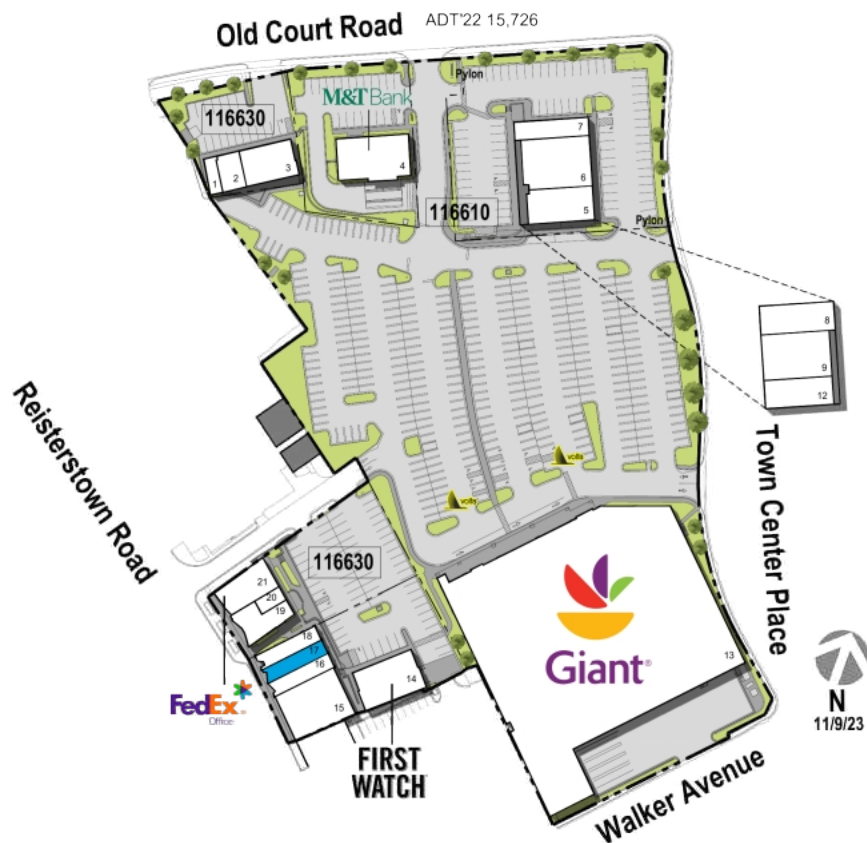 Old Court Road
ADT'22 15,726
Pylon
M&T Bank
116630
7
1
2
3
4
6
5
116610
Pylon
8
9
12
Reisterstown Road
Town Center Place
volta
volta
116630
21
20
19
18
17
16
15
14
13
Giant®
FedEx®
Office
FIRST
WATCH
N
11/9/23
Walker Avenue